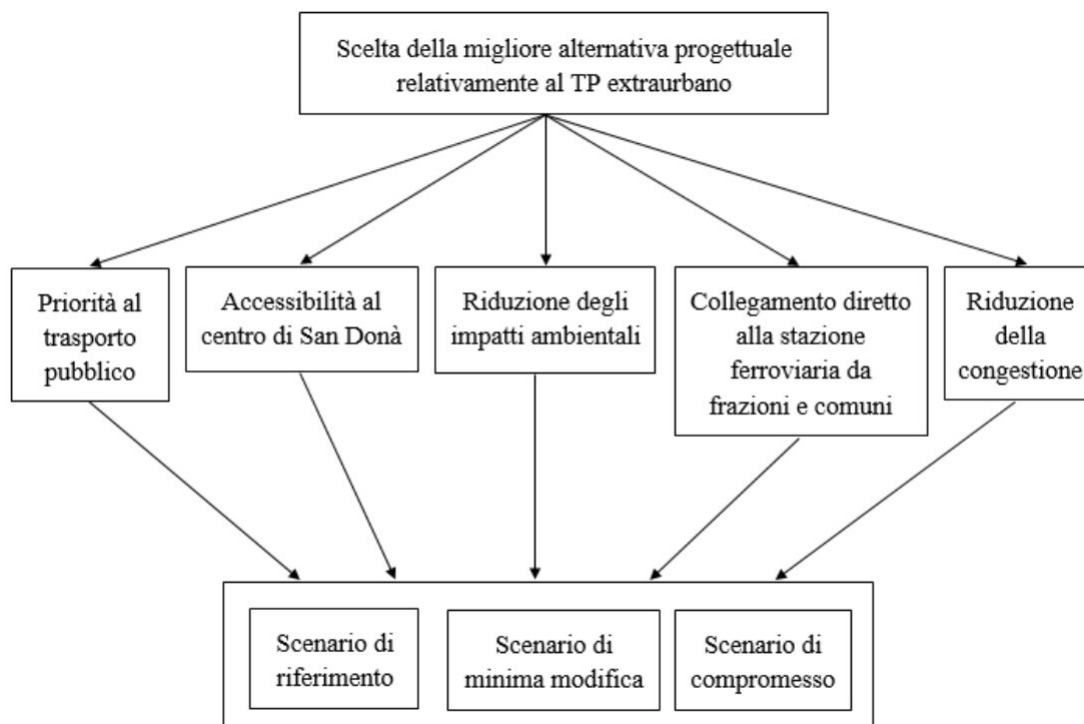 Scelta della migliore alternativa progettuale
relativamente al TP extraurbano
Priorità al
trasporto
pubblico
Accessibilità al
centro di San Donà
Riduzione degli
impatti ambientali
Collegamento diretto
alla stazione
ferroviaria da
frazioni e comuni
Riduzione
della
congestione
Scenario di
riferimento
Scenario di
minima modifica
Scenario di
compromesso